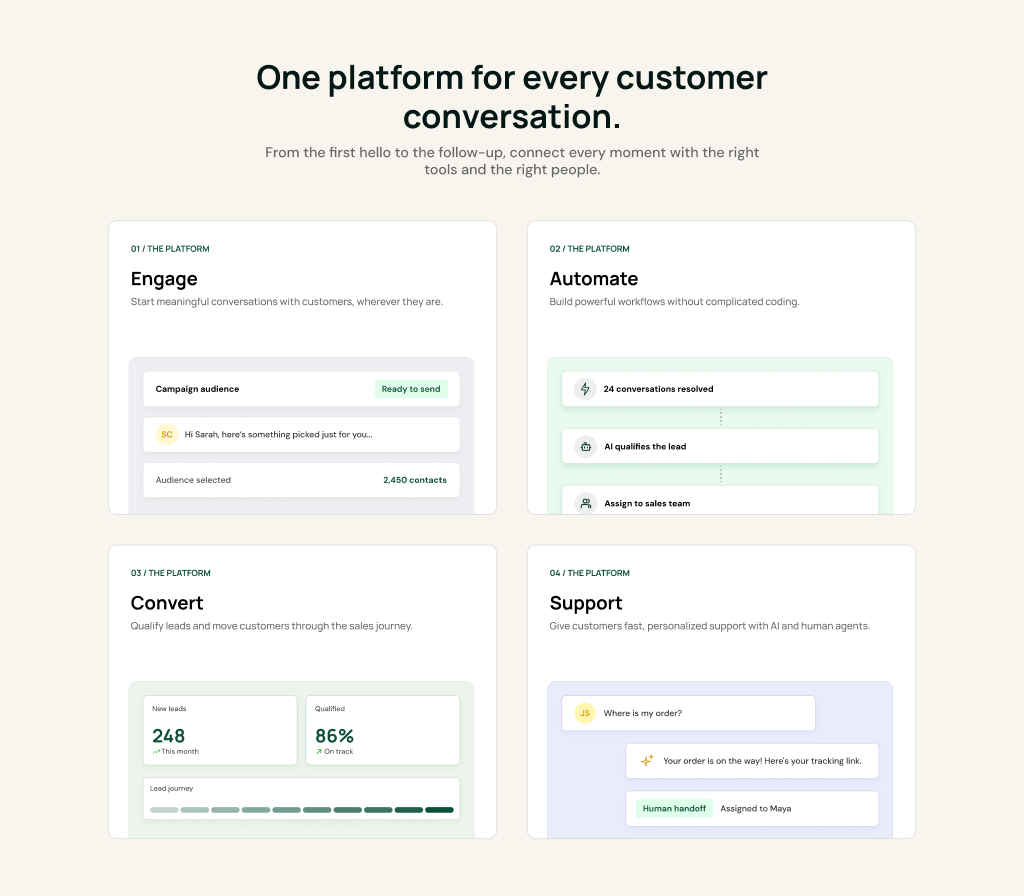 One platform for every customer
conversation.
From the first hello to the follow-up, connect every moment with the right
tools and the right people.
01 / THE PLATFORM
Engage
Start meaningful conversations with customers, wherever they are.
Campaign audience
Ready to send
SC
Hi Sarah, here's something picked just for you...
Audience selected
2,450 contacts
02 / THE PLATFORM
Automate
Build powerful workflows without complicated coding.
24 conversations resolved
AI qualifies the lead
Assign to sales team
03 / THE PLATFORM
Convert
Qualify leads and move customers through the sales journey.
New leads
248
This month
Qualified
86%
On track
Lead journey
04 / THE PLATFORM
Support
Give customers fast, personalized support with AI and human agents.
JS
Where is my order?
Your order is on the way! Here's your tracking link.
Human handoff
Assigned to Maya